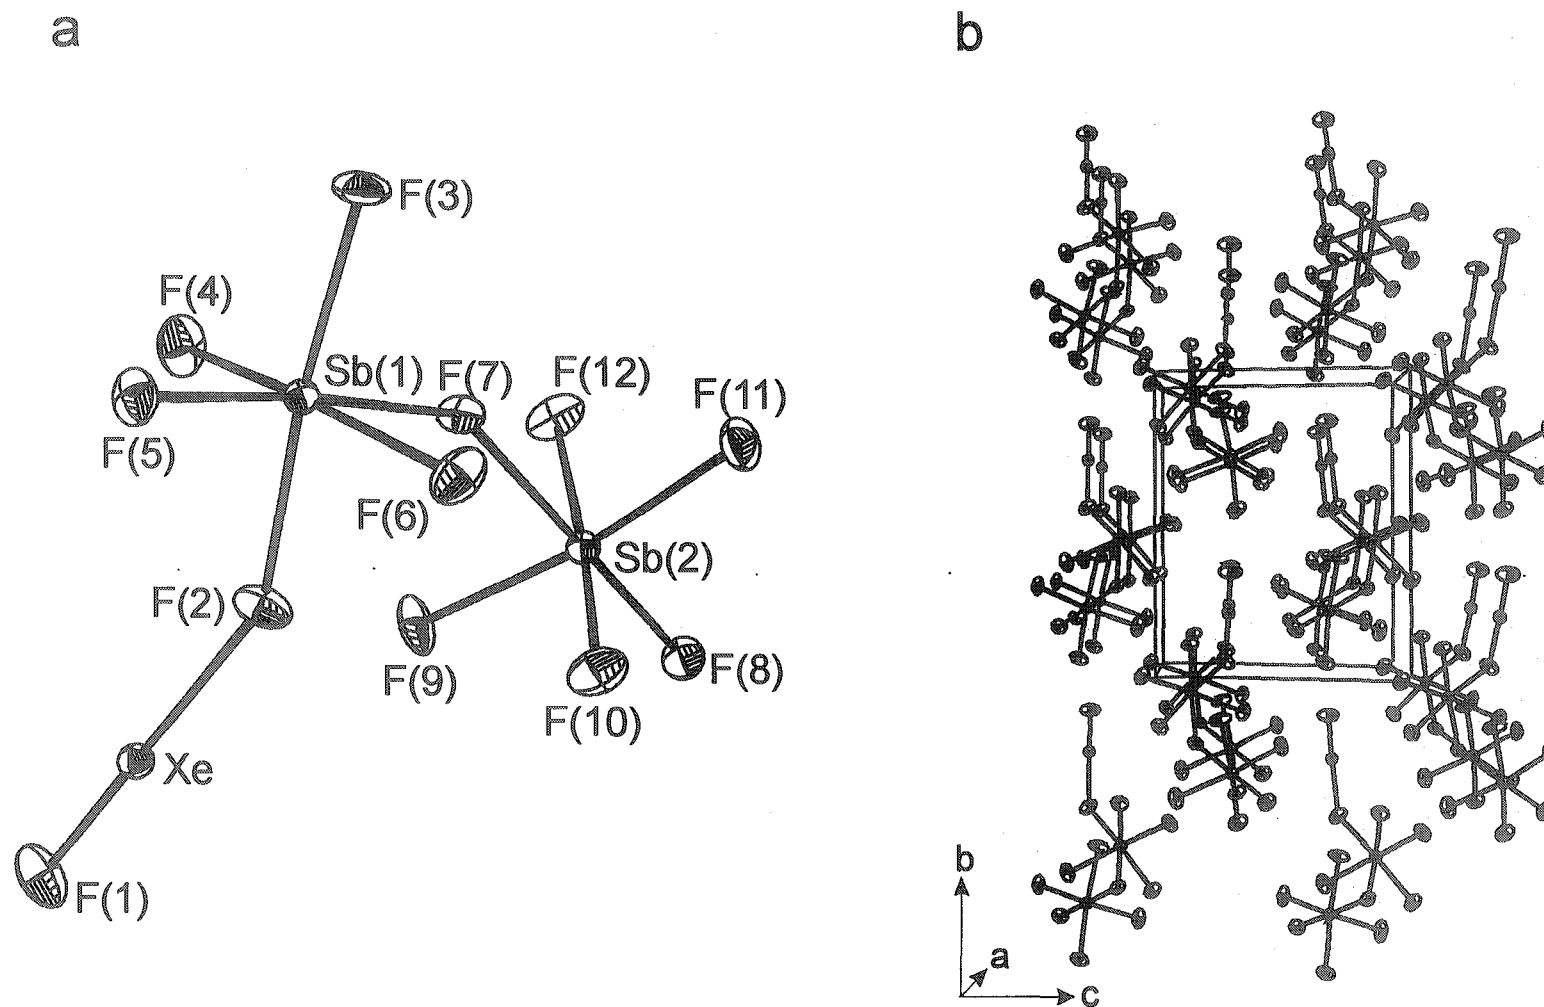 a
b
F(3)
F(4)
Sb(1)
F(7)
F(12)
F(11)
F(5)
F(6)
Sb(2)
F(2)
F(9)
F(8)
F(10)
Xe
F(1)
b
a
c